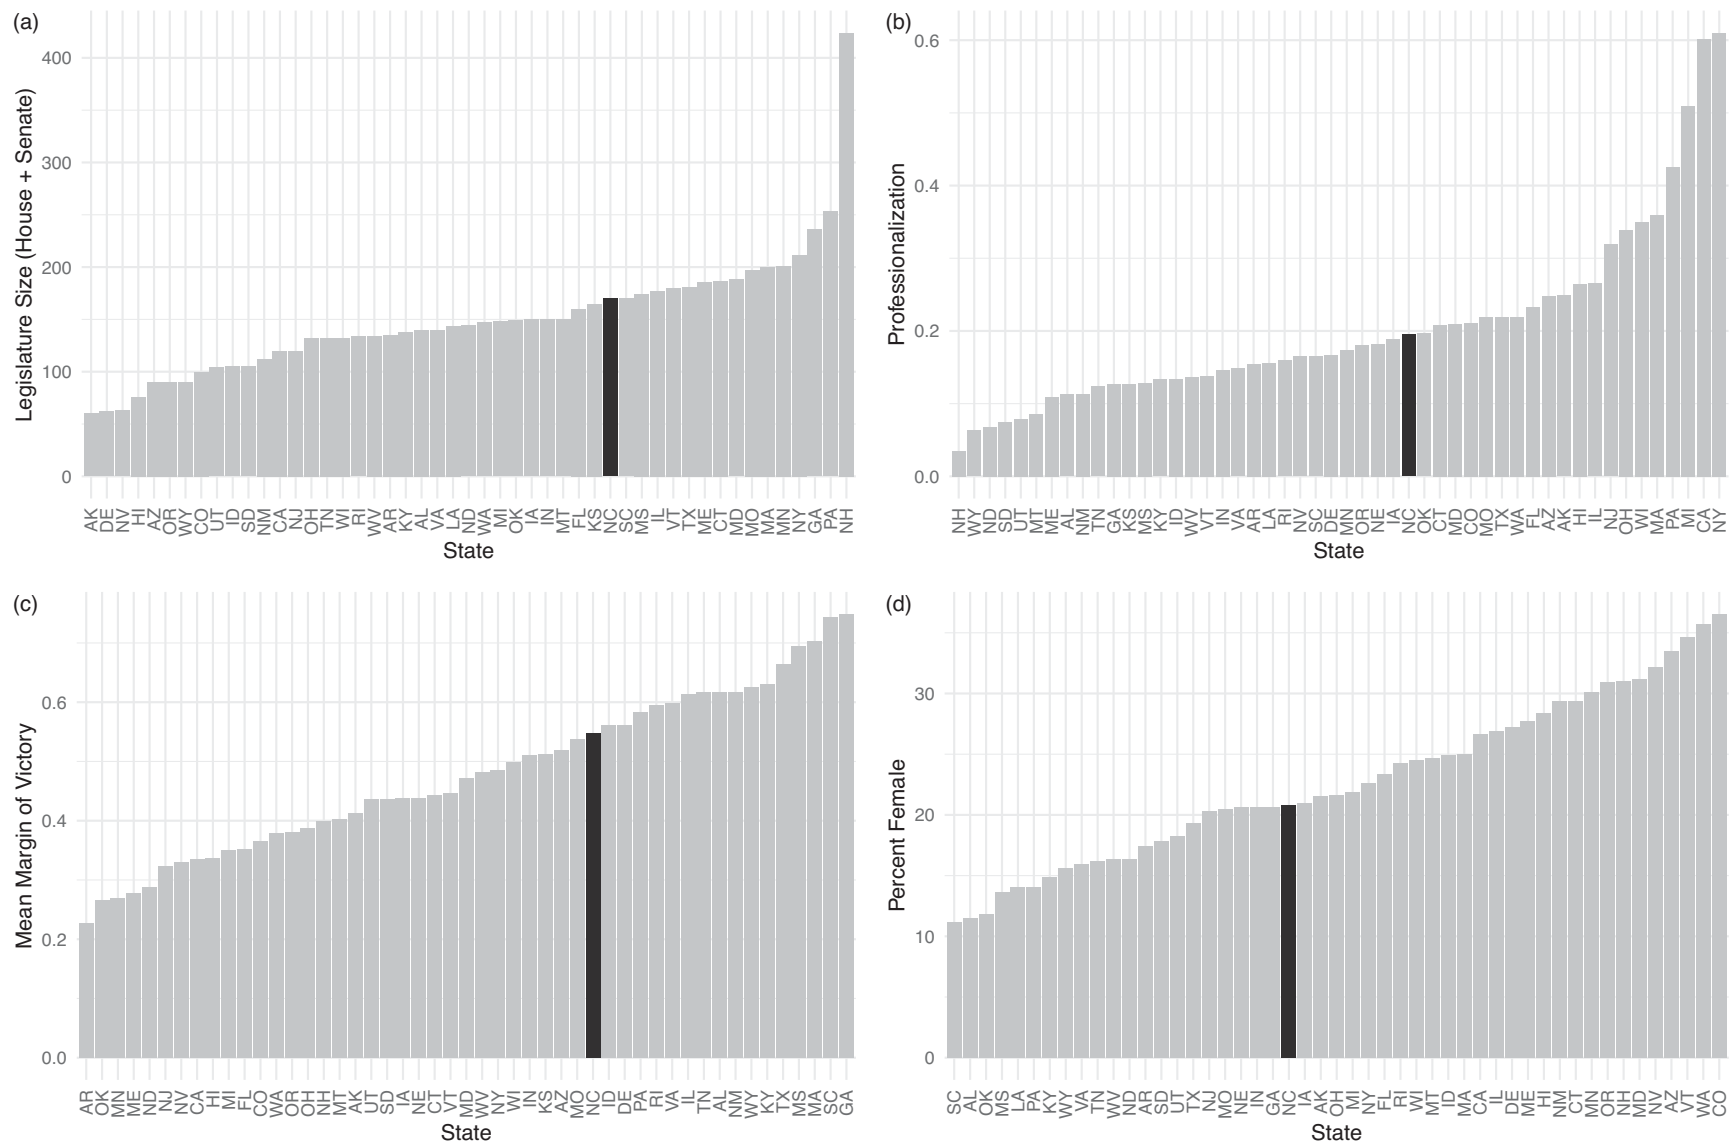 (a)
Legislature Size (House + Senate)
400
300
200
100
0
AK DE NV HI AZ OR WY CO UT ID SD NM CA NJ OH TN WI RI WV AR KY AL VA LA ND WA MI OK IA IN MT FL KS NC SC MS IL VT TX ME CT MD MO MA MN NY GA PA NH
State
(b)
Professionalization
0.6
0.4
0.2
0.0
NH WY ND SD UT MT ME AL NM TN GA KS MS KY ID WV VT IN VA AR LA RI NV SC DE MN OR NE IA NC OK CT MD CO MO TX WA FL AZ AK HI IL NJ OH WI MA PA MI CA NY
State
(c)
Mean Margin of Victory
0.6
0.4
0.2
0.0
AR OK MN ME ND NJ NV CA HI MI FL CO WA OR OH NH MT AK UT SD IA NE CT VT MD WV NY WI IN KS AZ MO NC ID DE PA RI VA IL TN AL NM WY KY TX MS MA SC GA
State
(d)
Percent Female
30
20
10
0
SC AL OK MS LA PA KY WY VA TN WV ND AR SD UT TX NJ MO NE IN GA NC IA AK OH MI NY FL RI WI MT ID MA CA IL DE ME HI NM CT MN OR NH MD NV AZ VT WA CO
State